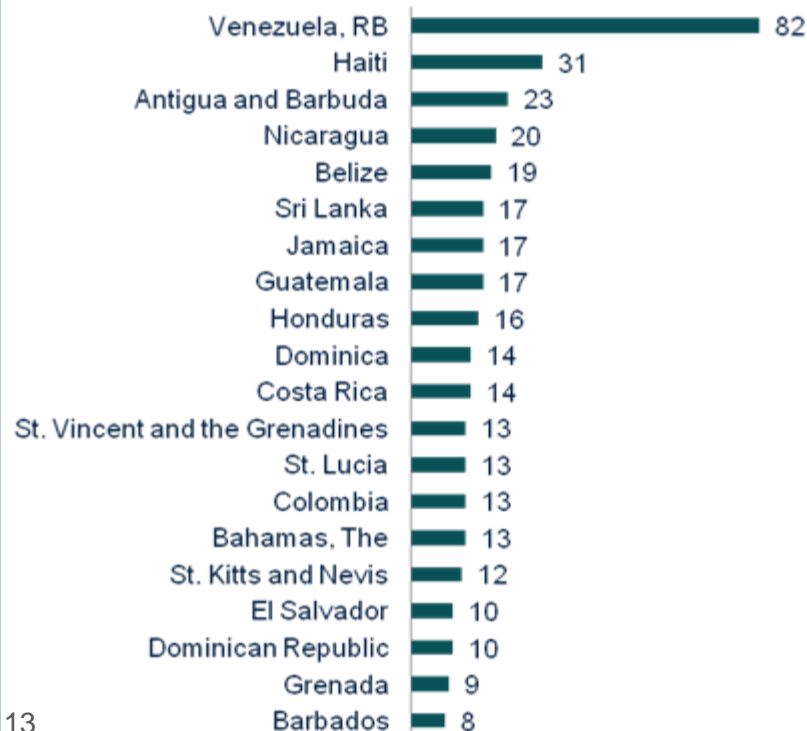 Venezuela, RB 82
Haiti 31
Antigua and Barbuda 23
Nicaragua 20
Belize 19
Sri Lanka 17
Jamaica 17
Guatemala 17
Honduras 16
Dominica 14
Costa Rica 14
St. Vincent and the Grenadines 13
St. Lucia 13
Colombia 13
Bahamas, The 13
St. Kitts and Nevis 12
El Salvador 10
Dominican Republic 10
Grenada 9
Barbados 8
13